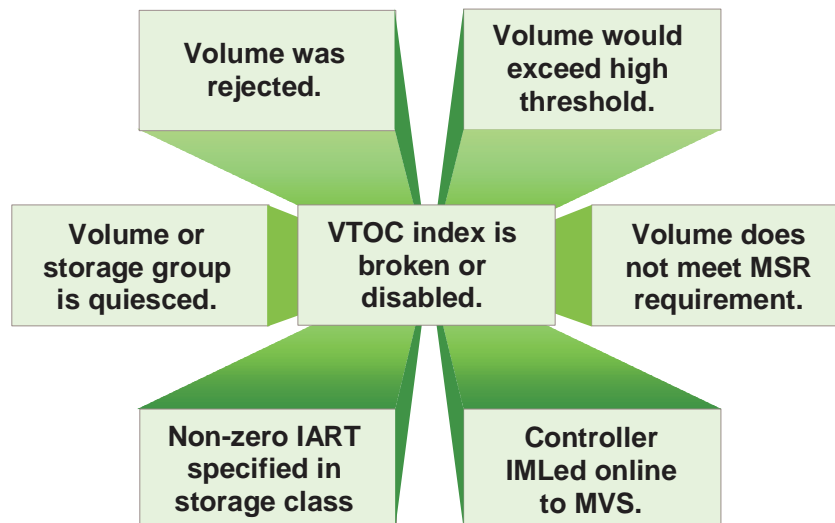 Volume was
rejected.
Volume would
exceed high
threshold.
Volume or
storage group
is quiesced.
VTOC index is
broken or
disabled.
Volume does
not meet MSR
requirement.
Non-zero IART
specified in
storage class
Controller
IMLed online
to MVS.